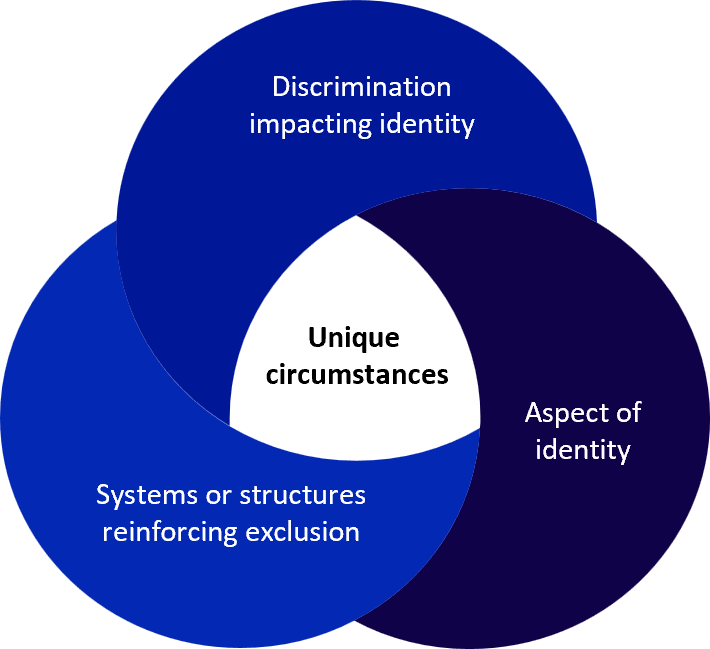 Discrimination
impacting identity
Unique
circumstances
Aspect of
identity
Systems or structures
reinforcing exclusion